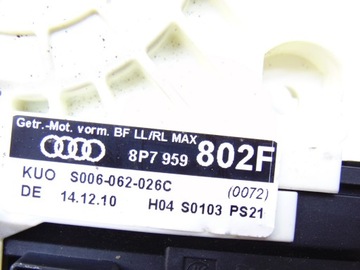 Getr.-Mot. vorm. BF LL/RL MAX
8P7 959 802F
KUO S006-062-026C (0072)
DE 14.12.10 H04 S0103 PS21